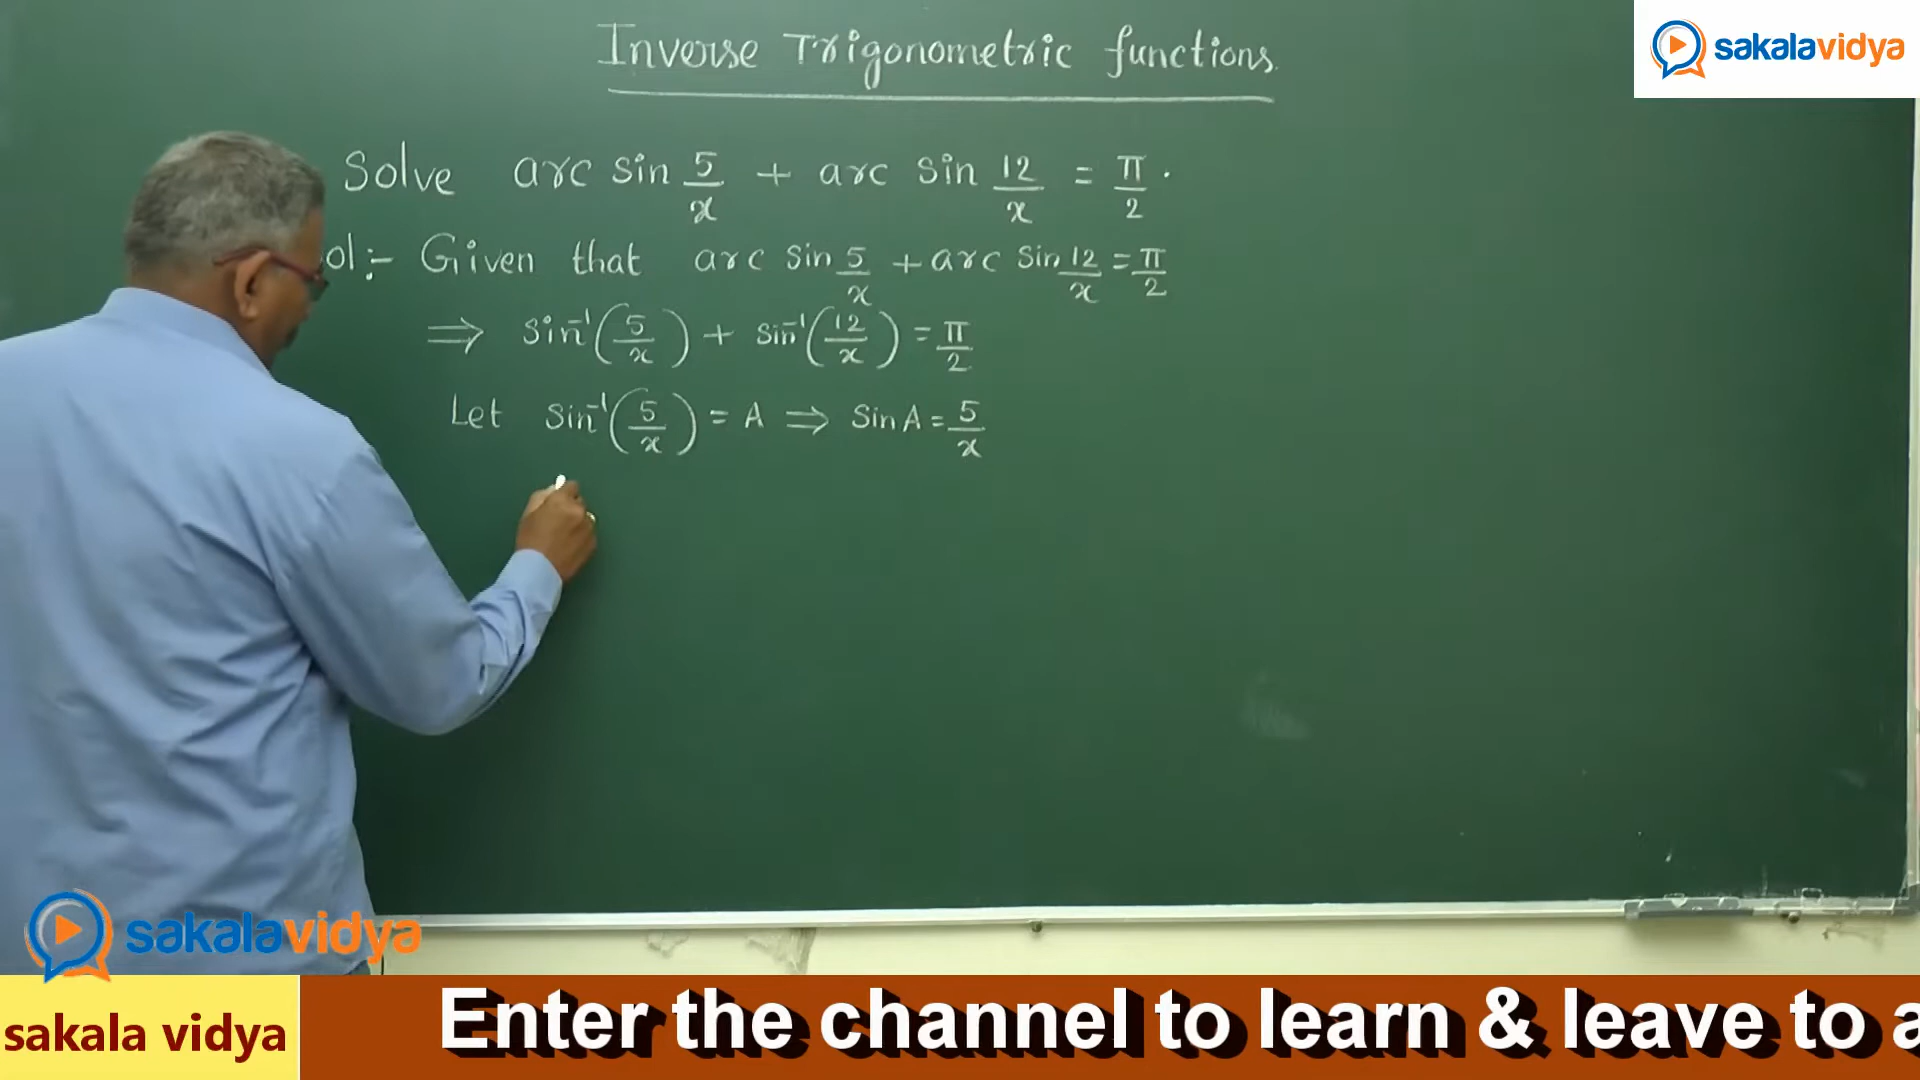 Inverse Trigonometric functions.
sakalavidya
Solve arc sin 5/x + arc sin 12/x = π/2 .
ol:- Given that arc sin 5/x + arc sin 12/x = π/2
⇒ sin⁻¹(5/x) + sin⁻¹(12/x) = π/2
Let sin⁻¹(5/x) = A ⇒ sin A = 5/x
sakalavidya
sakala vidya
Enter the channel to learn & leave to a